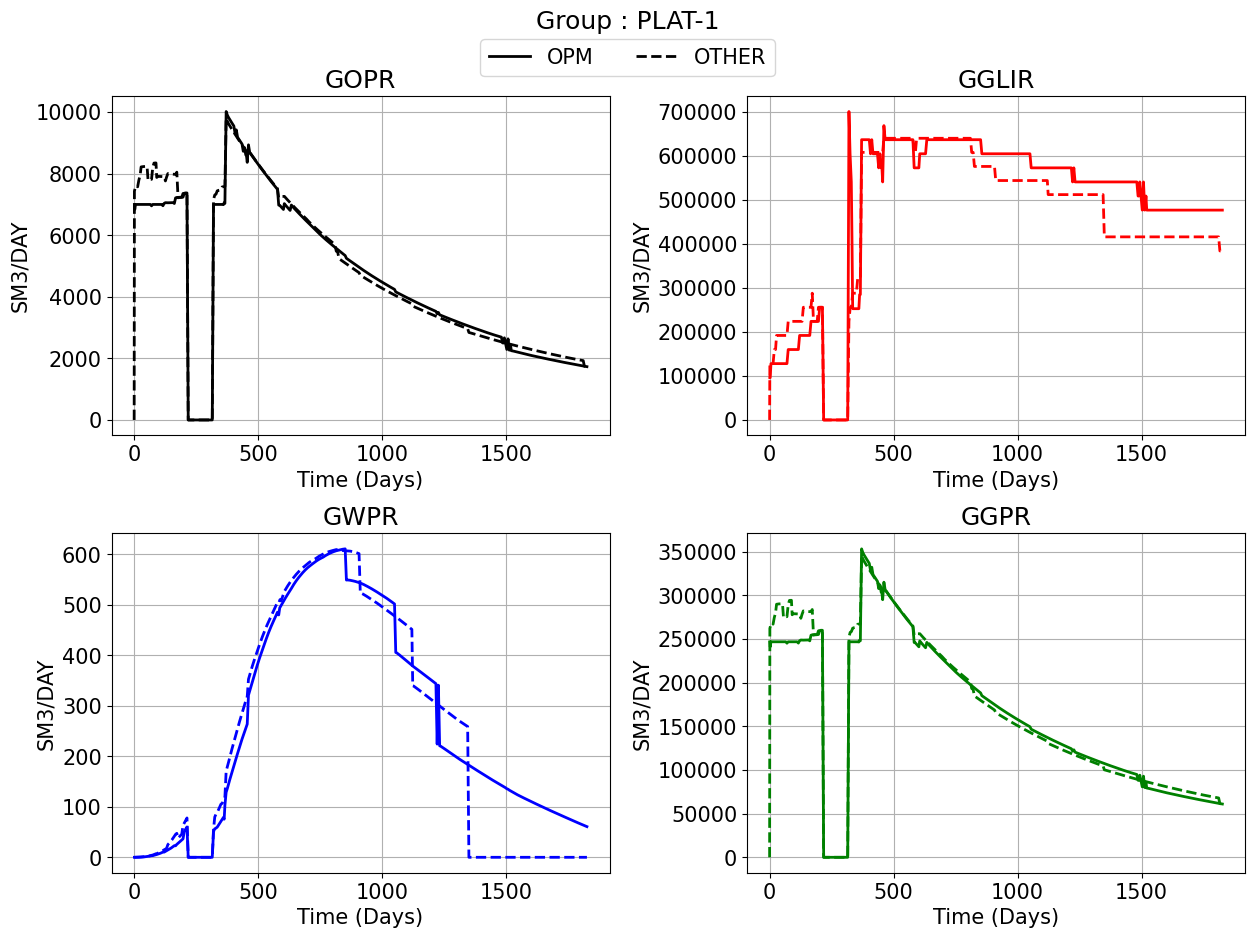 Group : PLAT-1
OPM OTHER
GOPR
10000
8000
6000
4000
2000
0
SM3/DAY
0 500 1000 1500
Time (Days)
GGLIR
700000
600000
500000
400000
300000
200000
100000
0
SM3/DAY
0 500 1000 1500
Time (Days)
GWPR
600
500
400
300
200
100
0
SM3/DAY
0 500 1000 1500
Time (Days)
GGPR
350000
300000
250000
200000
150000
100000
50000
0
SM3/DAY
0 500 1000 1500
Time (Days)